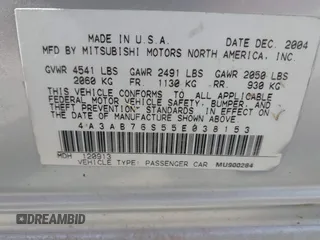 MADE IN U.S.A. DATE DEC. 2004
MFD BY MITSUBISHI MOTORS NORTH AMERICA, INC.
GVWR 4541 LBS GAWR 2491 LBS GAWR 2050 LBS
2060 KG FR 1130 KG RR 930 KG
THIS VEHICLE CONFORMS TO ALL APPLICABLE
FEDERAL MOTOR VEHICLE SAFETY, BUMPER, AND
THEFT PREVENTION STANDARDS IN EFFECT ON
THE DATE OF MANUFACTURE SHOWN ABOVE.
4A3AB76S55E038153
MDH 120913
VEHICLE TYPE: PASSENGER CAR MUS00284
DREAMBID